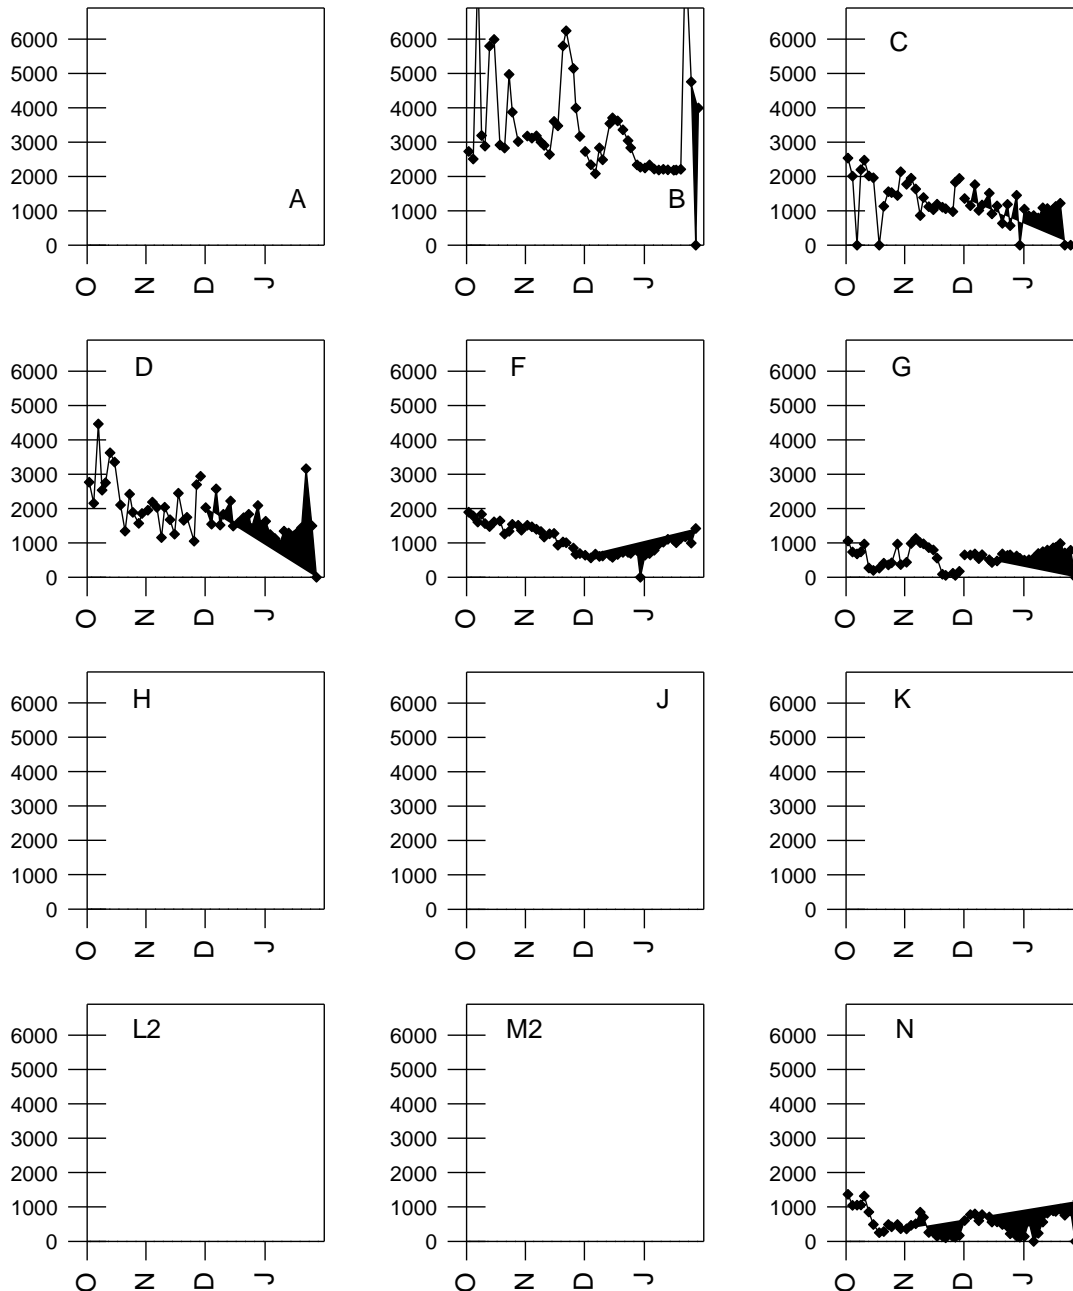 6000 5000 4000 3000 2000 1000 0 A O N D J
6000 5000 4000 3000 2000 1000 0 B O N D J
6000 5000 4000 3000 2000 1000 0 C O N D J
6000 5000 4000 3000 2000 1000 0 D O N D J
6000 5000 4000 3000 2000 1000 0 F O N D J
6000 5000 4000 3000 2000 1000 0 G O N D J
6000 5000 4000 3000 2000 1000 0 H O N D J
6000 5000 4000 3000 2000 1000 0 J O N D J
6000 5000 4000 3000 2000 1000 0 K O N D J
6000 5000 4000 3000 2000 1000 0 L2 O N D J
6000 5000 4000 3000 2000 1000 0 M2 O N D J
6000 5000 4000 3000 2000 1000 0 N O N D J